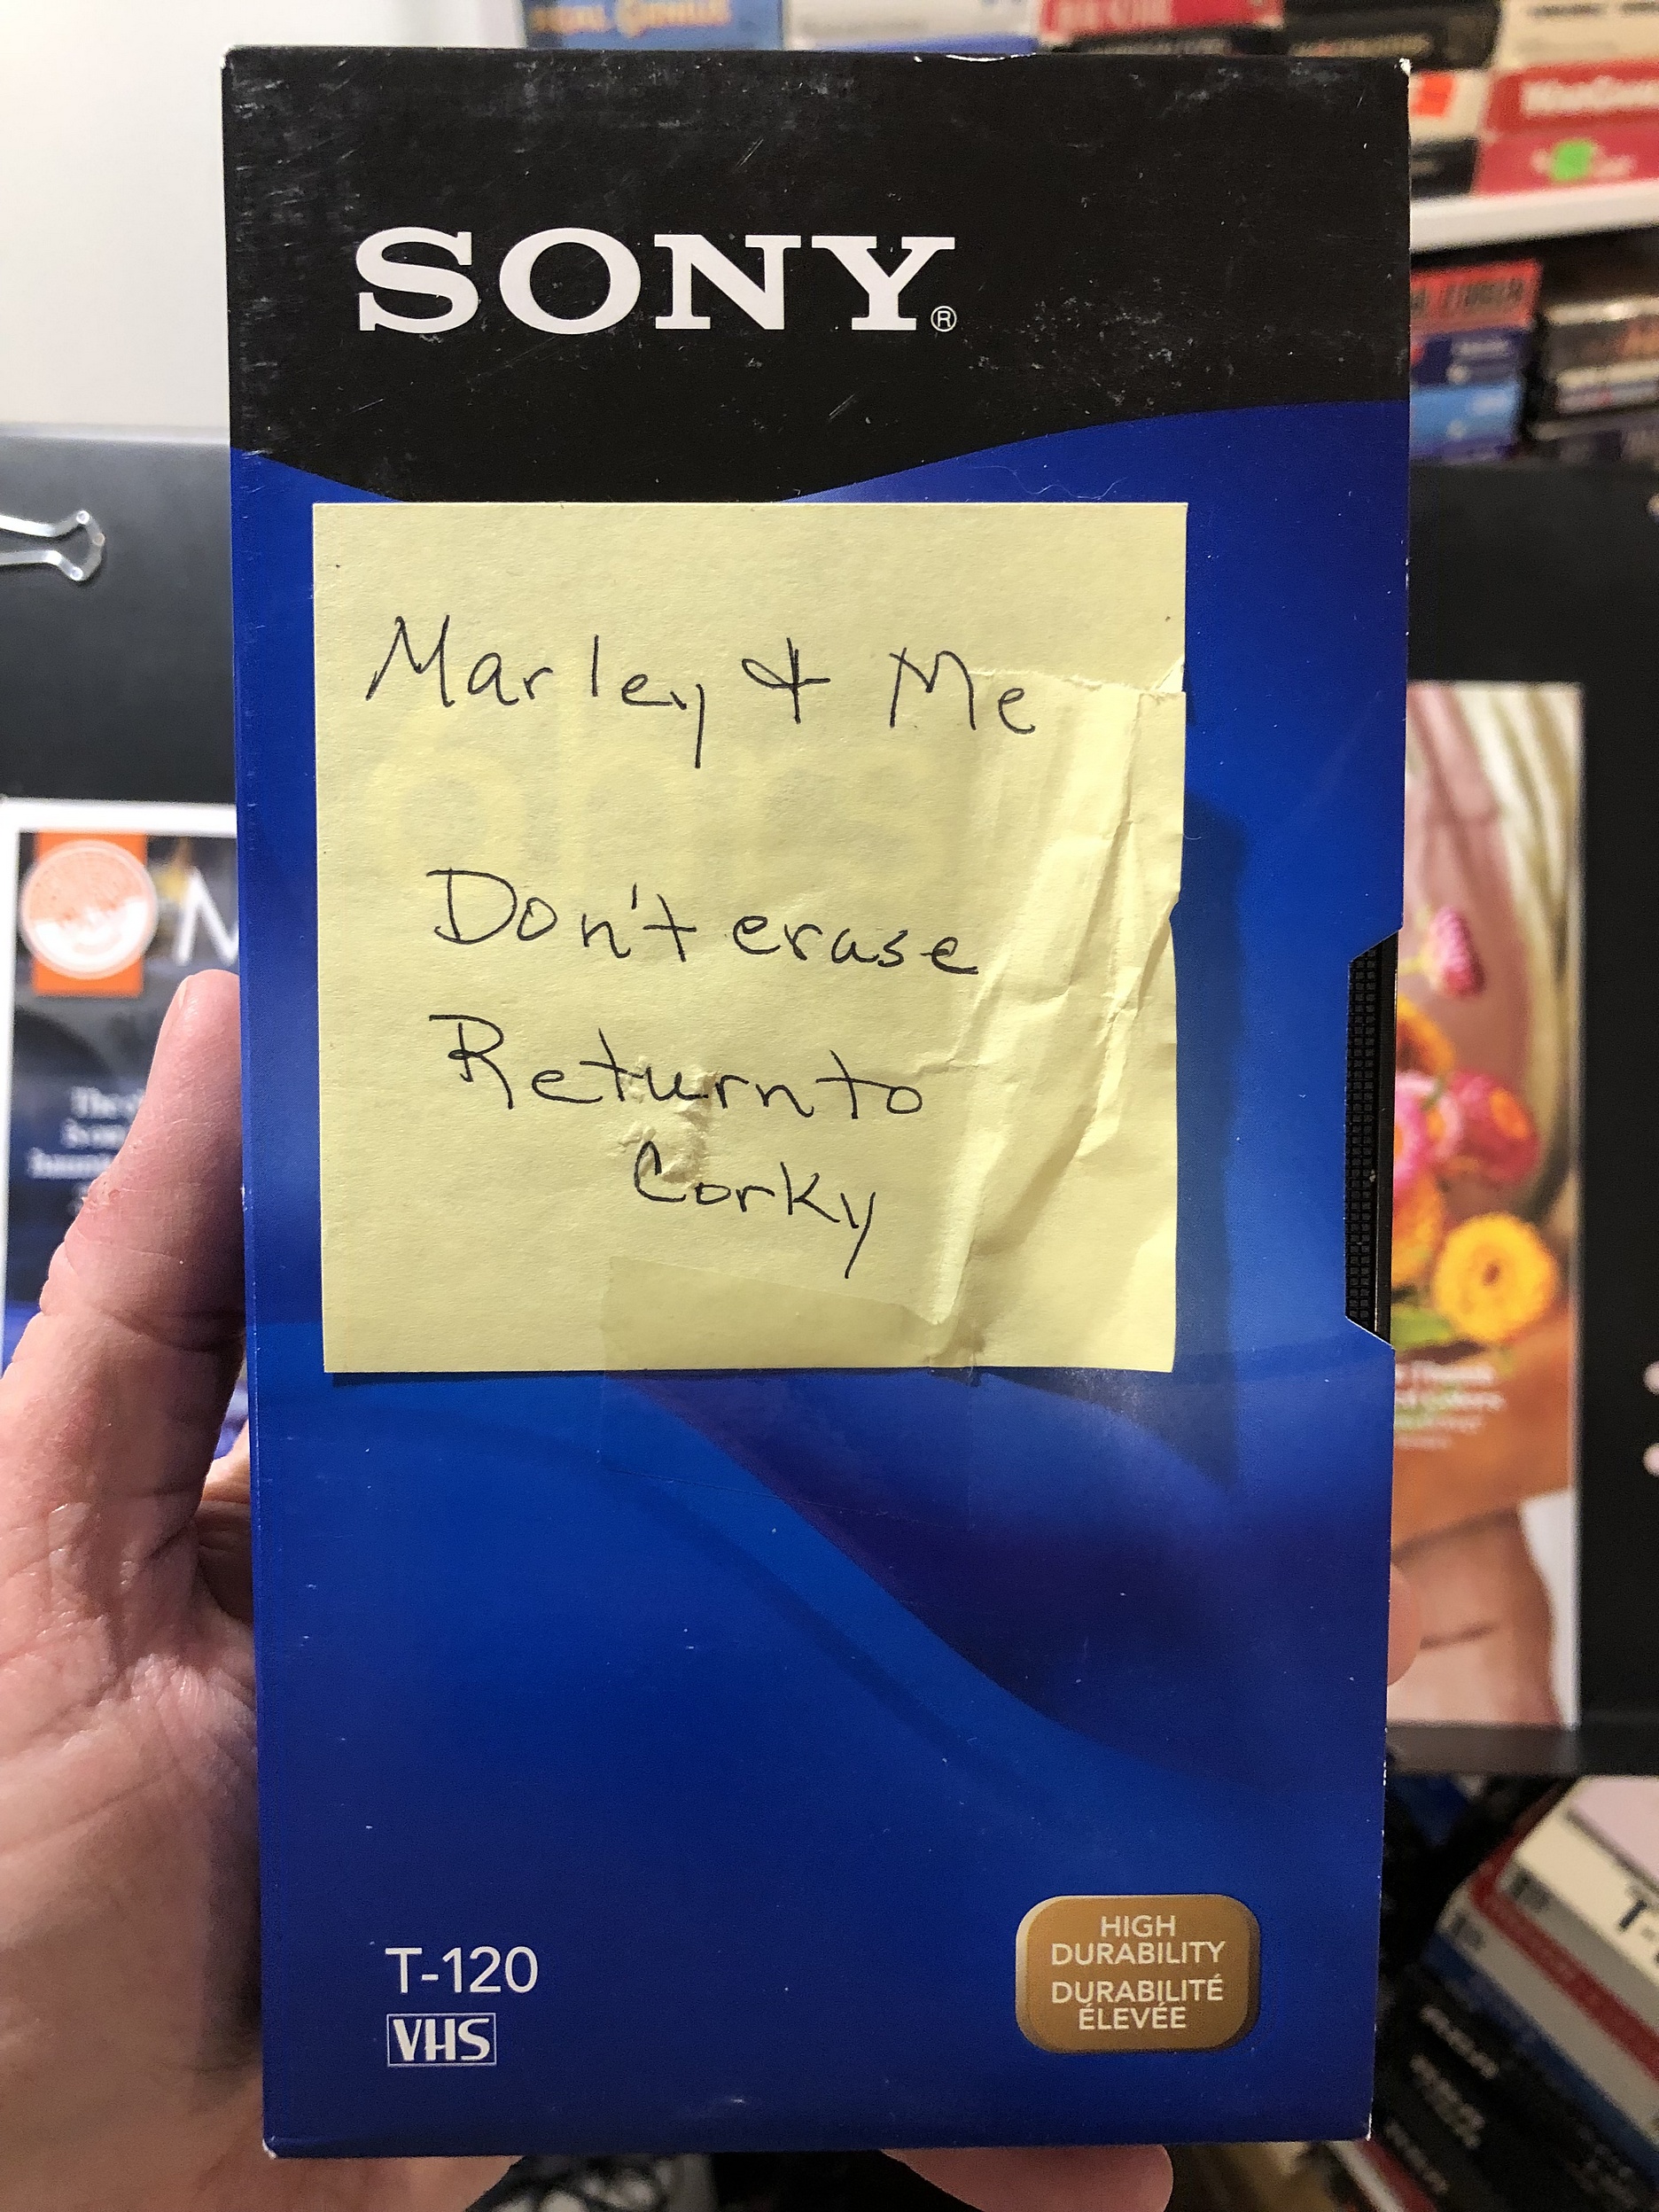 SONY®
Marley & Me
Don't erase
Return to
Corky
T-120
VHS
HIGH
DURABILITY
DURABILITÉ
ÉLEVÉE
M
T-